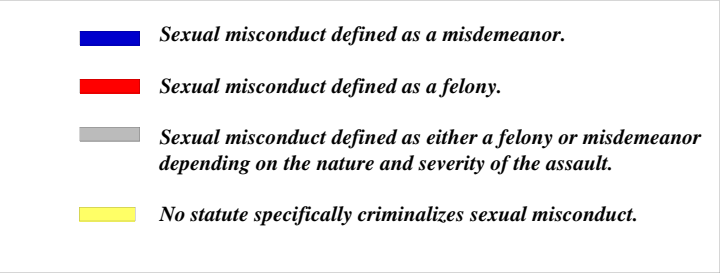 Sexual misconduct defined as a misdemeanor.
Sexual misconduct defined as a felony.
Sexual misconduct defined as either a felony or misdemeanor
depending on the nature and severity of the assault.
No statute specifically criminalizes sexual misconduct.